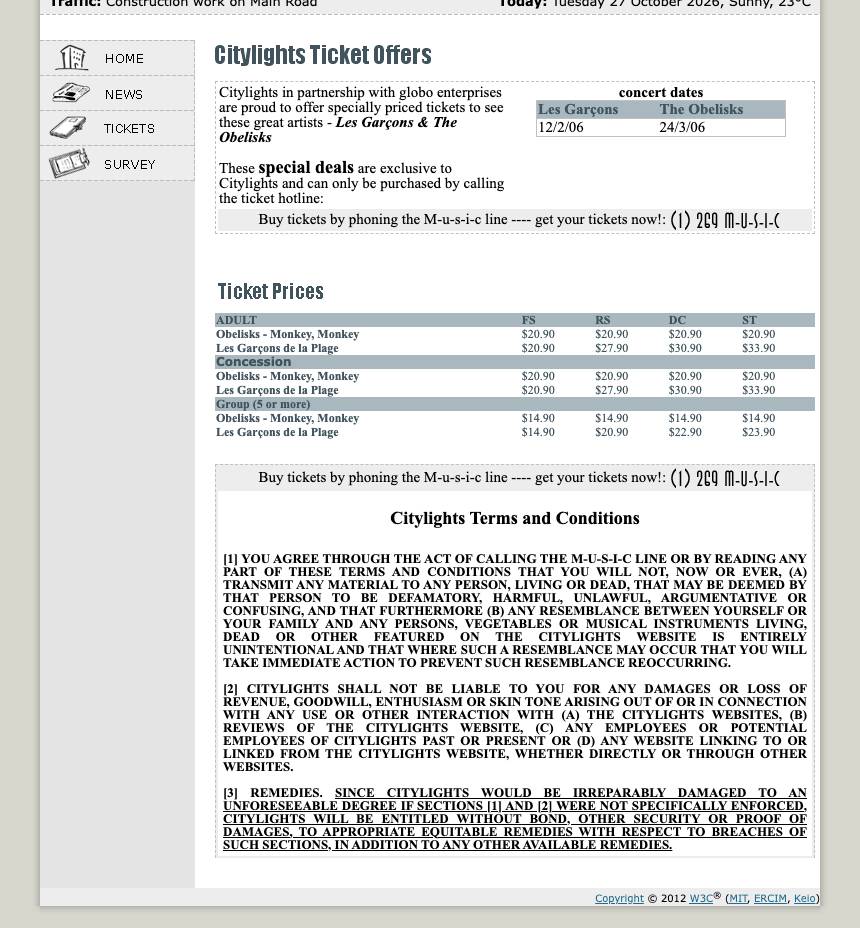 Traffic: Construction work on Main Road
Today: Tuesday 27 October 2026, Sunny, 23°C
HOME
NEWS
TICKETS
SURVEY
Citylights Ticket Offers
Citylights in partnership with globo enterprises
are proud to offer specially priced tickets to see
these great artists - Les Garçons & The
Obelisks
These special deals are exclusive to
Citylights and can only be purchased by calling
the ticket hotline:
concert dates
Les Garçons The Obelisks
12/2/06 24/3/06
Buy tickets by phoning the M-u-s-i-c line ---- get your tickets now!: (1) 269 M-U-S-I-C
Ticket Prices
ADULT FS RS DC ST
Obelisks - Monkey, Monkey $20.90 $20.90 $20.90 $20.90
Les Garçons de la Plage $20.90 $27.90 $30.90 $33.90
Concession
Obelisks - Monkey, Monkey $20.90 $20.90 $20.90 $20.90
Les Garçons de la Plage $20.90 $27.90 $30.90 $33.90
Group (5 or more)
Obelisks - Monkey, Monkey $14.90 $14.90 $14.90 $14.90
Les Garçons de la Plage $14.90 $20.90 $22.90 $23.90
Buy tickets by phoning the M-u-s-i-c line ---- get your tickets now!: (1) 269 M-U-S-I-C
Citylights Terms and Conditions
[1] YOU AGREE THROUGH THE ACT OF CALLING THE M-U-S-I-C LINE OR BY READING ANY
PART OF THESE TERMS AND CONDITIONS THAT YOU WILL NOT, NOW OR EVER, (A)
TRANSMIT ANY MATERIAL TO ANY PERSON, LIVING OR DEAD, THAT MAY BE DEEMED BY
THAT PERSON TO BE DEFAMATORY, HARMFUL, UNLAWFUL, ARGUMENTATIVE OR
CONFUSING, AND THAT FURTHERMORE (B) ANY RESEMBLANCE BETWEEN YOURSELF OR
YOUR FAMILY AND ANY PERSONS, VEGETABLES OR MUSICAL INSTRUMENTS LIVING,
DEAD OR OTHER FEATURED ON THE CITYLIGHTS WEBSITE IS ENTIRELY
UNINTENTIONAL AND THAT WHERE SUCH A RESEMBLANCE MAY OCCUR THAT YOU WILL
TAKE IMMEDIATE ACTION TO PREVENT SUCH RESEMBLANCE REOCCURRING.
[2] CITYLIGHTS SHALL NOT BE LIABLE TO YOU FOR ANY DAMAGES OR LOSS OF
REVENUE, GOODWILL, ENTHUSIASM OR SKIN TONE ARISING OUT OF OR IN CONNECTION
WITH ANY USE OR OTHER INTERACTION WITH (A) THE CITYLIGHTS WEBSITES, (B)
REVIEWS OF THE CITYLIGHTS WEBSITE, (C) ANY EMPLOYEES OR POTENTIAL
EMPLOYEES OF CITYLIGHTS PAST OR PRESENT OR (D) ANY WEBSITE LINKING TO OR
LINKED FROM THE CITYLIGHTS WEBSITE, WHETHER DIRECTLY OR THROUGH OTHER
WEBSITES.
[3] REMEDIES. SINCE CITYLIGHTS WOULD BE IRREPARABLY DAMAGED TO AN
UNFORESEEABLE DEGREE IF SECTIONS [1] AND [2] WERE NOT SPECIFICALLY ENFORCED,
CITYLIGHTS WILL BE ENTITLED WITHOUT BOND, OTHER SECURITY OR PROOF OF
DAMAGES, TO APPROPRIATE EQUITABLE REMEDIES WITH RESPECT TO BREACHES OF
SUCH SECTIONS, IN ADDITION TO ANY OTHER AVAILABLE REMEDIES.
Copyright © 2012 W3C® (MIT, ERCIM, Keio)